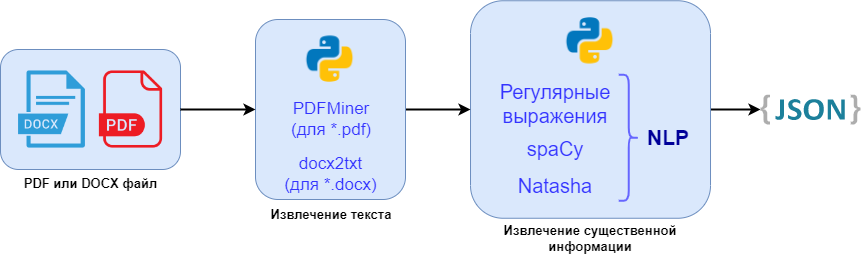 DOCX
PDF
PDF или DOCX файл
PDFMiner
(для *.pdf)
docx2txt
(для *.docx)
Извлечение текста
Регулярные
выражения
spaCy
Natasha
NLP
Извлечение существенной
информации
{JSON}